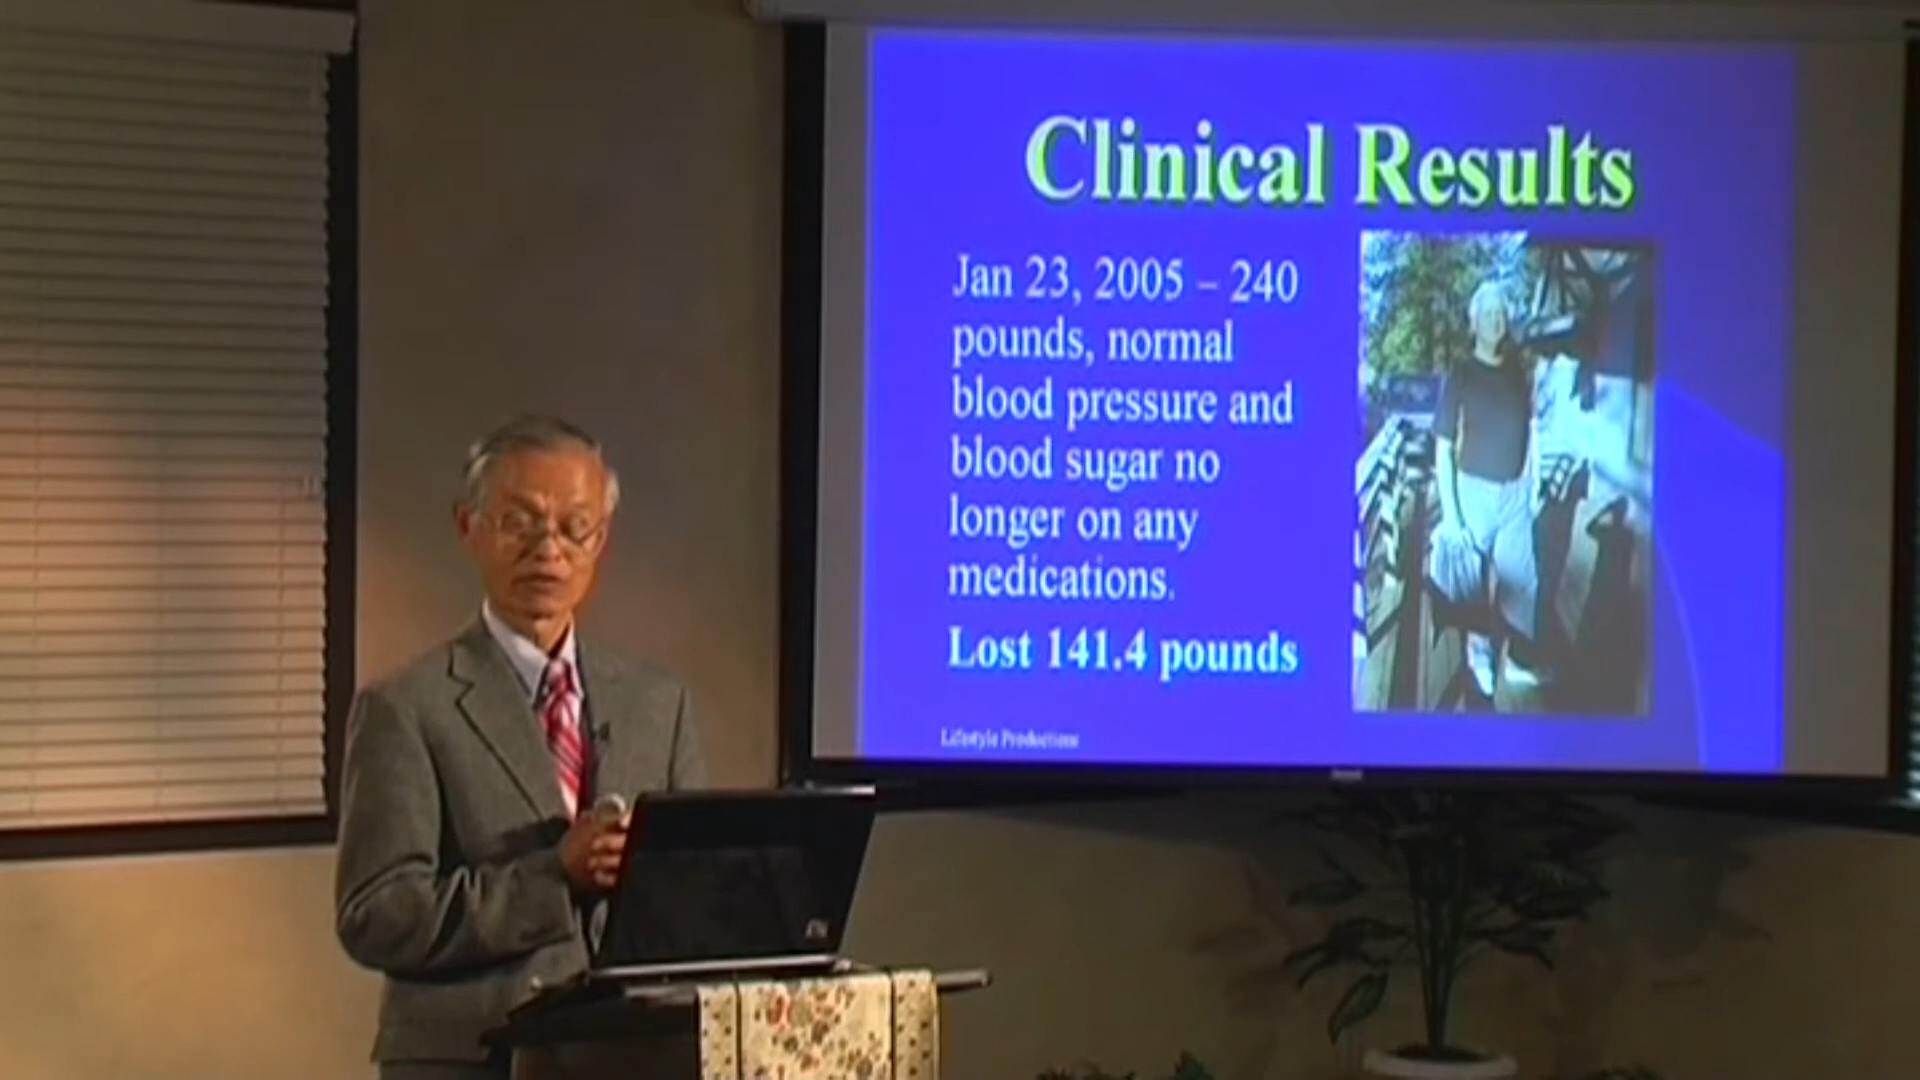 Clinical Results
Jan 23, 2005 – 240
pounds, normal
blood pressure and
blood sugar no
longer on any
medications.
Lost 141.4 pounds
Lifestyle Productions